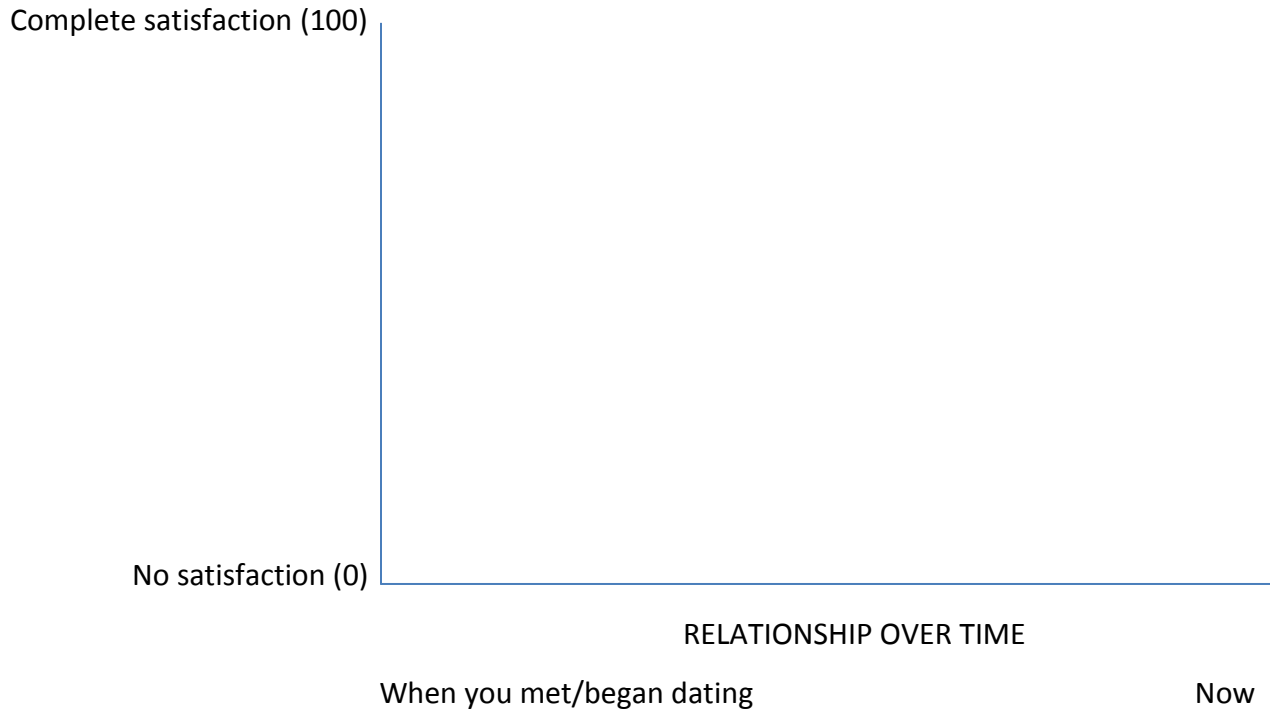 Complete satisfaction (100)
No satisfaction (0)
RELATIONSHIP OVER TIME
When you met/began dating Now